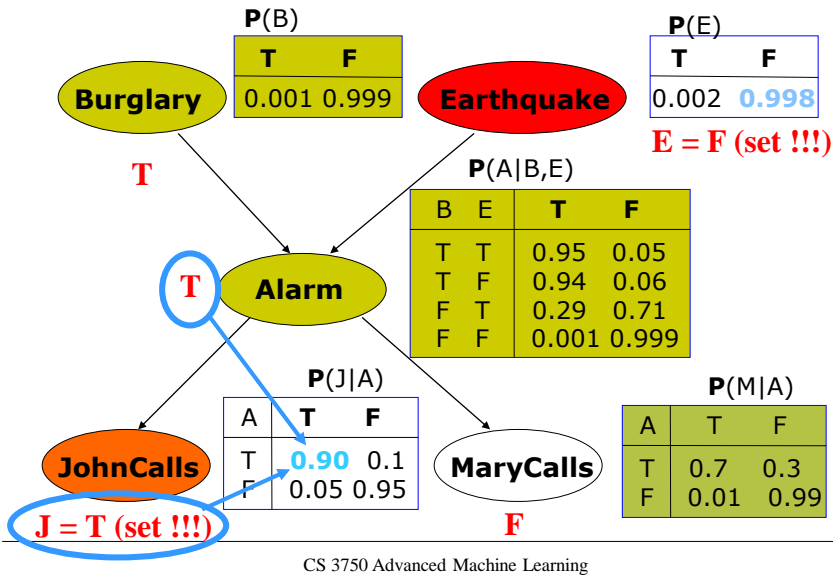 P(B)
T F
0.001 0.999
Burglary
P(E)
T F
0.002 0.998
Earthquake
E = F (set !!!)
T
P(A|B,E)
B E T F
T T 0.95 0.05
T F 0.94 0.06
F T 0.29 0.71
F F 0.001 0.999
T
Alarm
P(J|A)
A T F
T 0.90 0.1
F 0.05 0.95
JohnCalls
J = T (set !!!)
MaryCalls
F
P(M|A)
A T F
T 0.7 0.3
F 0.01 0.99
CS 3750 Advanced Machine Learning